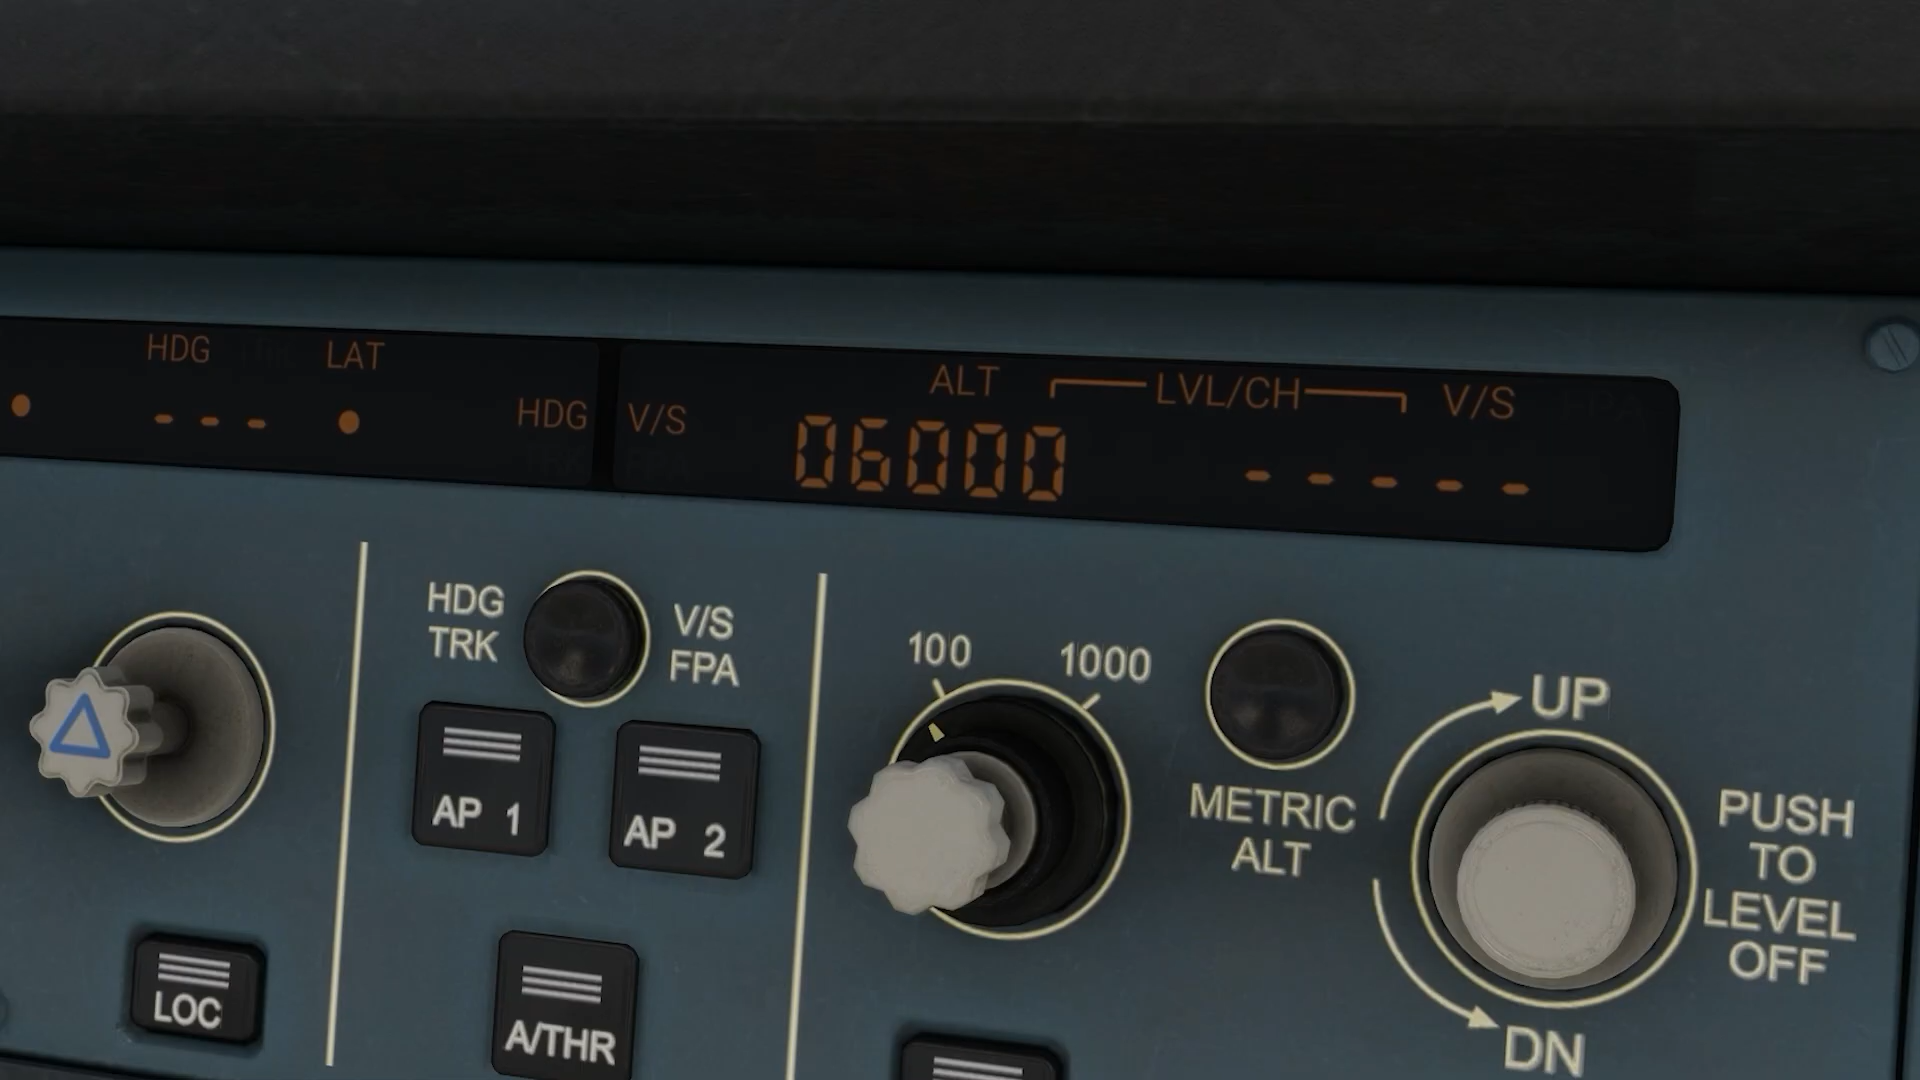 HDG LAT
--- HDG V/S
ALT LVL/CH V/S
06000 -----
HDG
TRK
V/S
FPA
100 1000
AP 1
AP 2
METRIC
ALT
UP
PUSH
TO
LEVEL
OFF
DN
LOC
A/THR